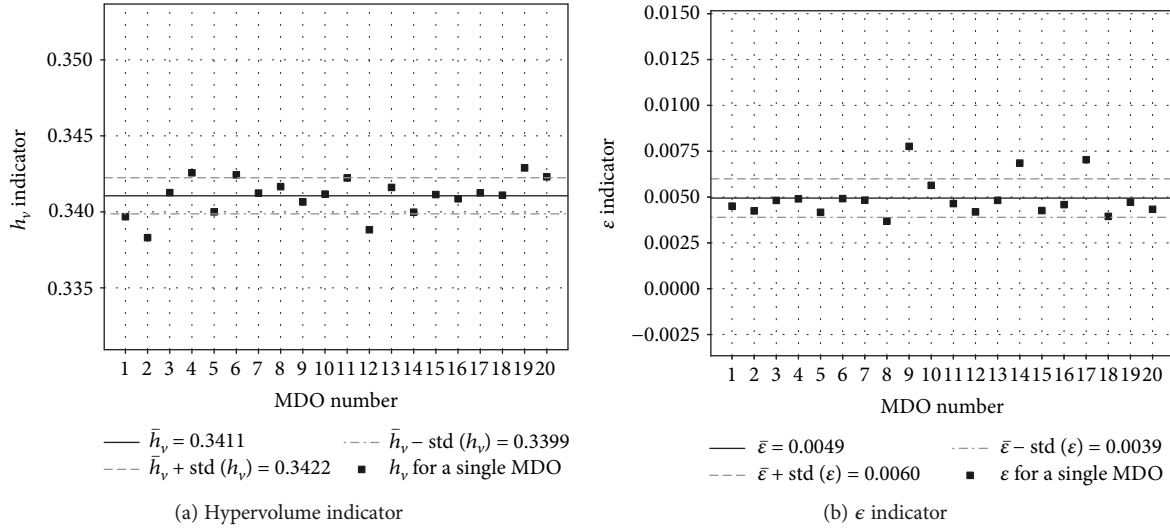 0.350
0.345
0.340
0.335
h_v indicator
1 2 3 4 5 6 7 8 9 10 11 12 13 14 15 16 17 18 19 20
MDO number
h̄_v = 0.3411
h̄_v – std (h_v) = 0.3399
h̄_v + std (h_v) = 0.3422
h_v for a single MDO
(a) Hypervolume indicator
0.0150
0.0125
0.0100
0.0075
0.0050
0.0025
0.0000
−0.0025
ε indicator
1 2 3 4 5 6 7 8 9 10 11 12 13 14 15 16 17 18 19 20
MDO number
ε̄ = 0.0049
ε̄ – std (ε) = 0.0039
ε̄ + std (ε) = 0.0060
ε for a single MDO
(b) ϵ indicator